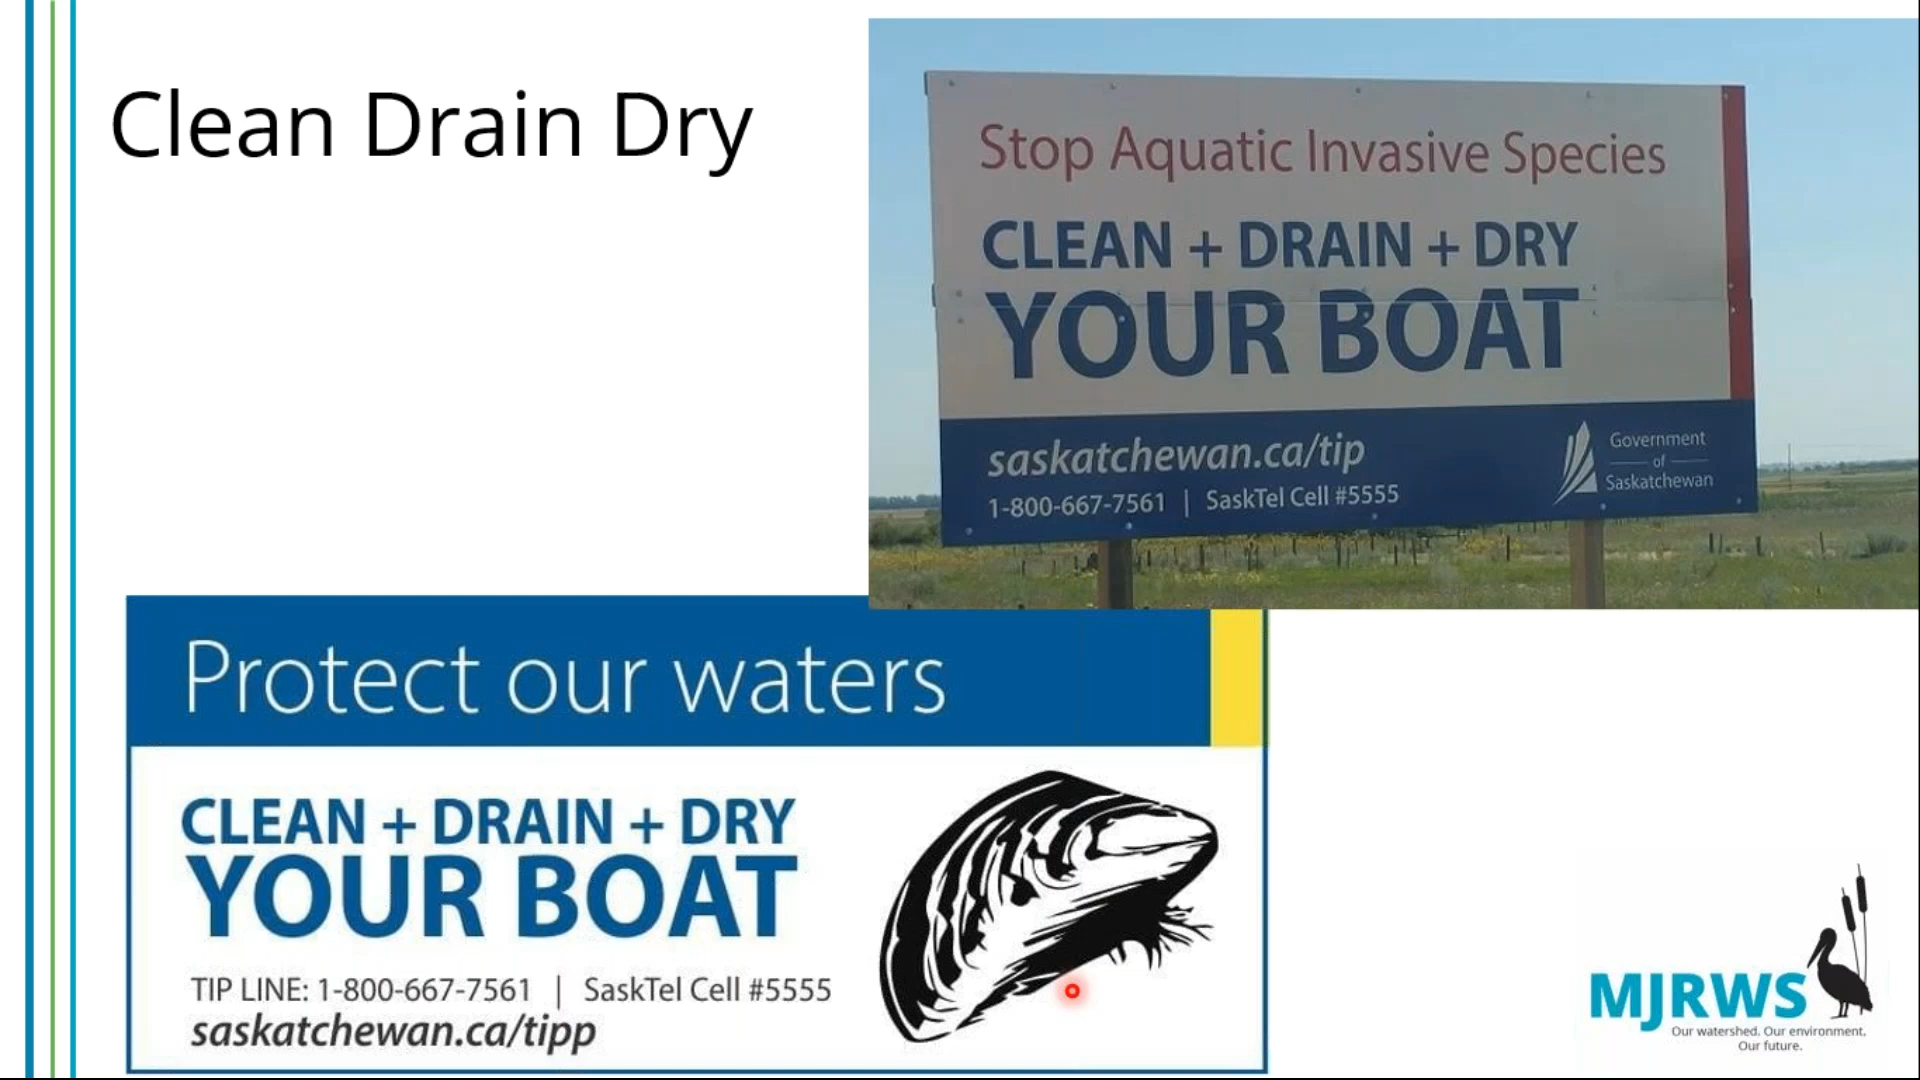 Clean Drain Dry
Stop Aquatic Invasive Species
CLEAN + DRAIN + DRY
YOUR BOAT
saskatchewan.ca/tip
1-800-667-7561 | SaskTel Cell #5555
Government
of
Saskatchewan
Protect our waters
CLEAN + DRAIN + DRY
YOUR BOAT
TIP LINE: 1-800-667-7561 | SaskTel Cell #5555
saskatchewan.ca/tipp
MJRWS
Our watershed. Our environment.
Our future.